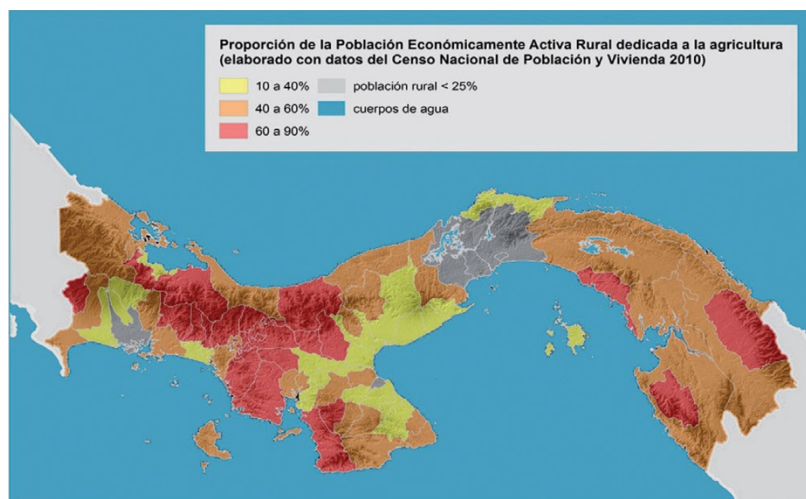 Proporción de la Población Económicamente Activa Rural dedicada a la agricultura
(elaborado con datos del Censo Nacional de Población y Vivienda 2010)
10 a 40%
población rural < 25%
40 a 60%
cuerpos de agua
60 a 90%